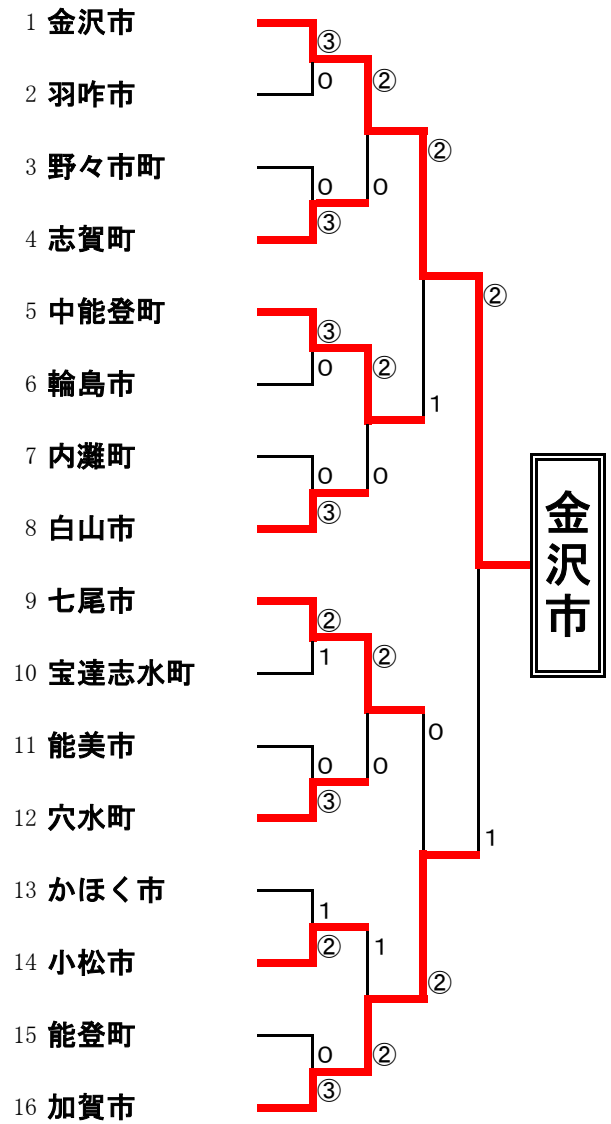 1 金沢市
③
0
②
2 羽咋市
②
3 野々市町
0
0
③
4 志賀町
②
5 中能登町
③
0
②
6 輪島市
1
7 内灘町
0
0
③
8 白山市
金沢市
9 七尾市
②
1
②
10 宝達志水町
0
11 能美市
0
0
③
12 穴水町
1
13 かほく市
1
②
1
14 小松市
②
15 能登町
0
②
③
16 加賀市